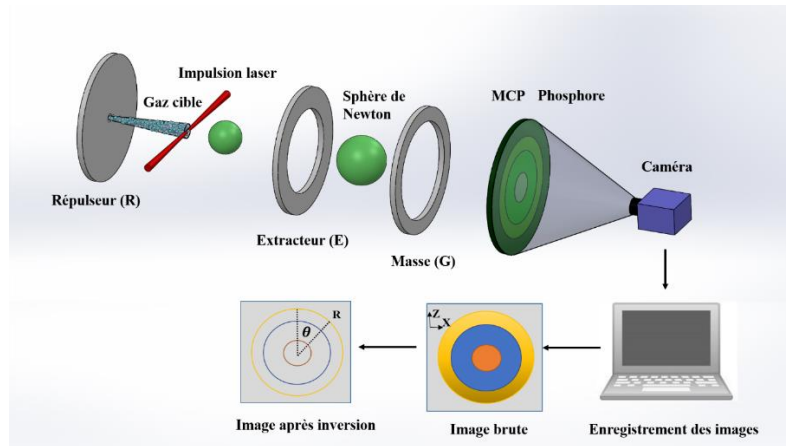 Impulsion laser
Gaz cible
Sphère de
Newton
MCP Phosphore
Caméra
Répulseur (R)
Extracteur (E)
Masse (G)
R
θ
Z
X
Image après inversion
Image brute
Enregistrement des images